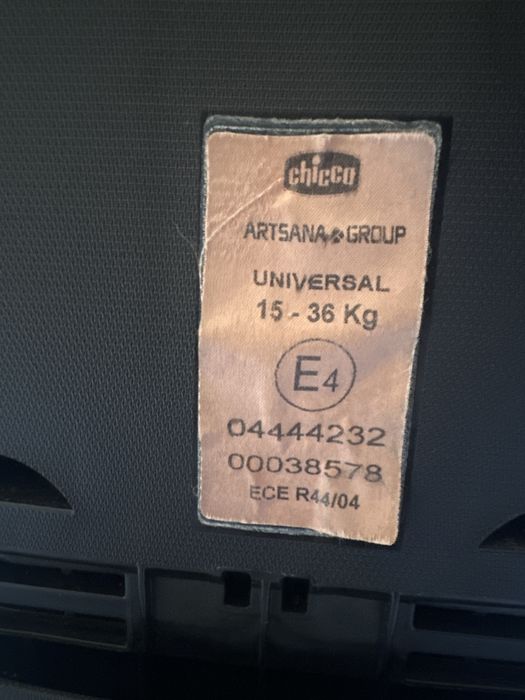 chicco
ARTSANA GROUP
UNIVERSAL
15 - 36 Kg
E4
04444232
00038578
ECE R44/04